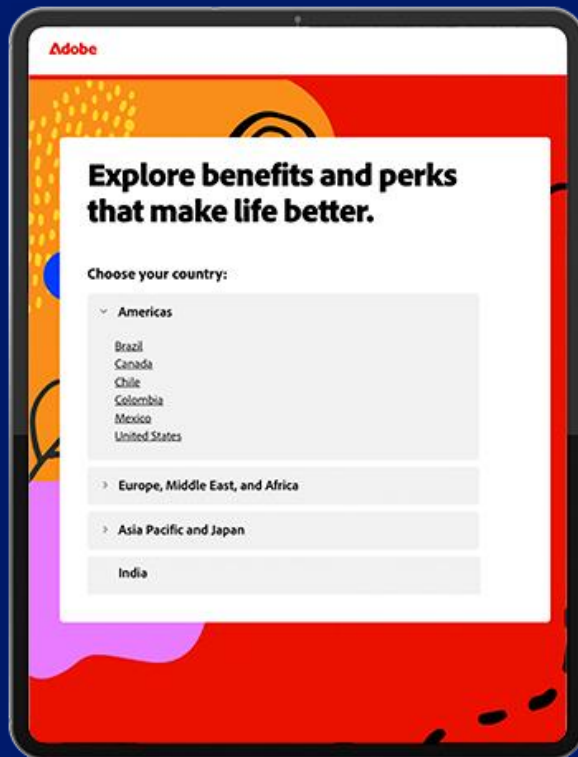 Adobe
Explore benefits and perks
that make life better.
Choose your country:
Americas
Brazil
Canada
Chile
Colombia
Mexico
United States
Europe, Middle East, and Africa
Asia Pacific and Japan
India